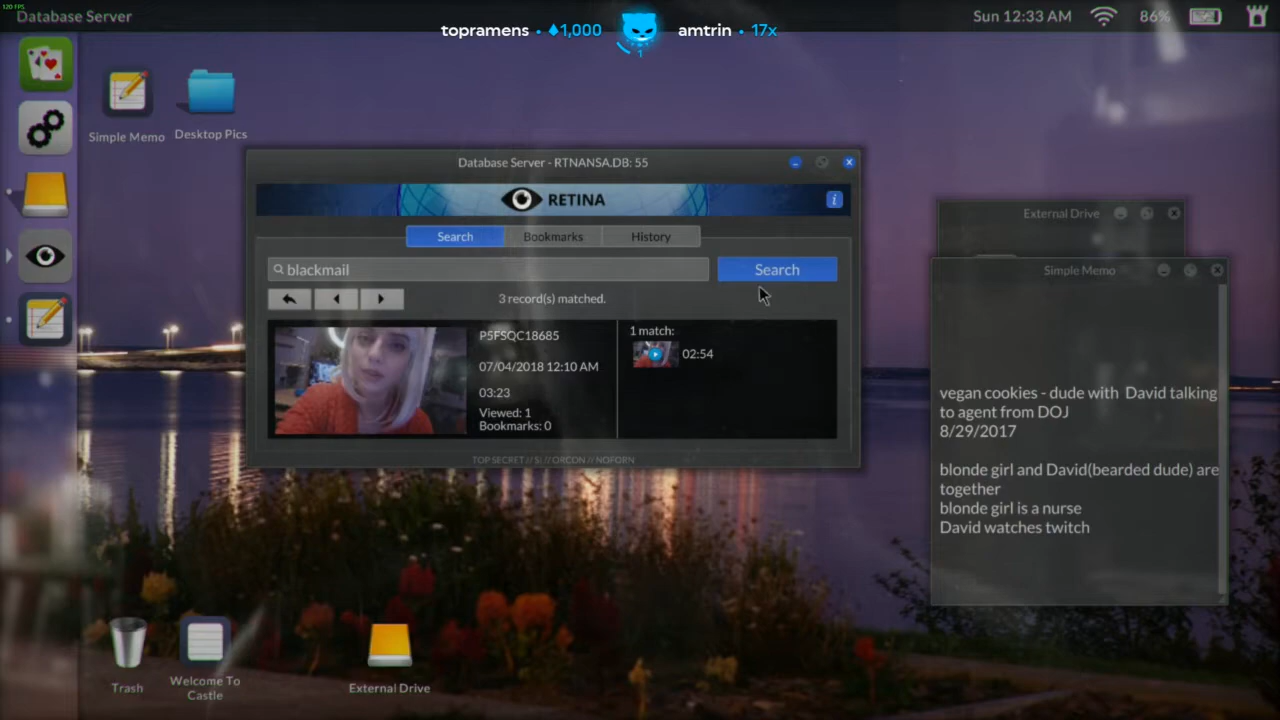 120 FPS
Database Server
topramens • 1,000
amtrin • 17x
1
Sun 12:33 AM
86%
Simple Memo
Desktop Pics
Database Server - RTNANSA.DB: 55
RETINA
i
Search
Bookmarks
History
blackmail
Search
3 record(s) matched.
P5FSQC18685
07/04/2018 12:10 AM
03:23
Viewed: 1
Bookmarks: 0
1 match:
02:54
TOP SECRET // SI // ORCON // NOFORN
External Drive
Simple Memo
vegan cookies - dude with David talking
to agent from DOJ
8/29/2017
blonde girl and David(bearded dude) are
together
blonde girl is a nurse
David watches twitch
Trash
Welcome To
Castle
External Drive